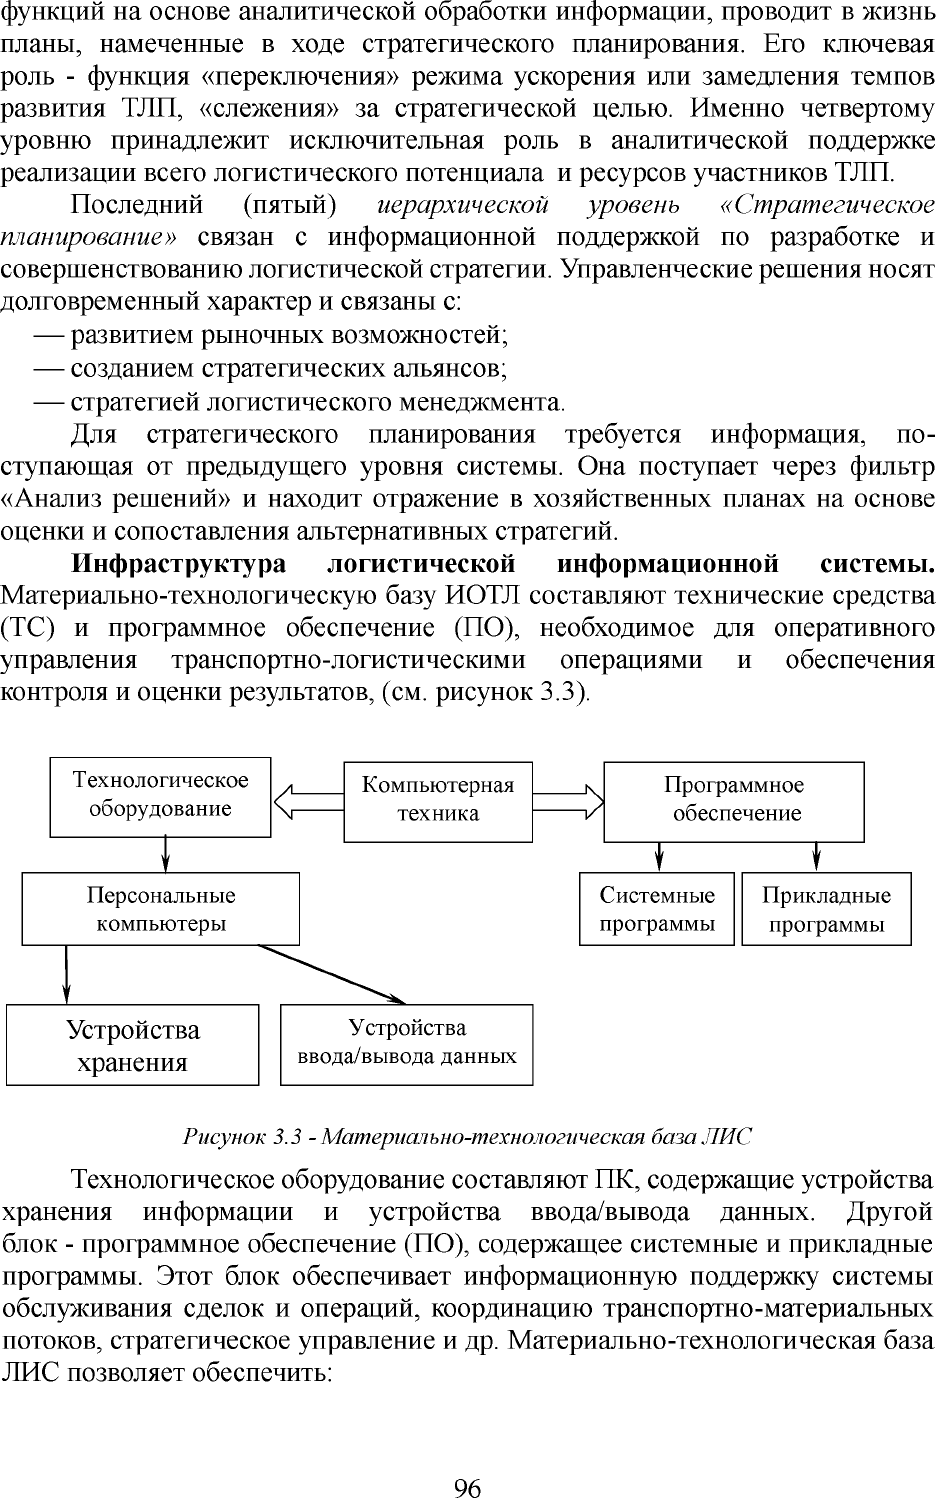 функций на основе аналитической обработки информации, проводит в жизнь
планы, намеченные в ходе стратегического планирования. Его ключевая
роль - функция «переключения» режима ускорения или замедления темпов
развития ТЛП, «слежения» за стратегической целью. Именно четвертому
уровню принадлежит исключительная роль в аналитической поддержке
реализации всего логистического потенциала и ресурсов участников ТЛП.
Последний (пятый) иерархической уровень «Стратегическое
планирование» связан с информационной поддержкой по разработке и
совершенствованию логистической стратегии. Управленческие решения носят
долговременный характер и связаны с:
— развитием рыночных возможностей;
— созданием стратегических альянсов;
— стратегией логистического менеджмента.
Для стратегического планирования требуется информация, по-
ступающая от предыдущего уровня системы. Она поступает через фильтр
«Анализ решений» и находит отражение в хозяйственных планах на основе
оценки и сопоставления альтернативных стратегий.
Инфраструктура логистической информационной системы.
Материально-технологическую базу ИОТЛ составляют технические средства
(ТС) и программное обеспечение (ПО), необходимое для оперативного
управления транспортно-логистическими операциями и обеспечения
контроля и оценки результатов, (см. рисунок 3.3).
Технологическое
оборудование
Компьютерная
техника
Программное
обеспечение
Персональные
компьютеры
Системные
программы
Прикладные
программы
Устройства
хранения
Устройства
ввода/вывода данных
Рисунок 3.3 - Материально-технологическая база ЛИС
Технологическое оборудование составляют ПК, содержащие устройства
хранения информации и устройства ввода/вывода данных. Другой
блок - программное обеспечение (ПО), содержащее системные и прикладные
программы. Этот блок обеспечивает информационную поддержку системы
обслуживания сделок и операций, координацию транспортно-материальных
потоков, стратегическое управление и др. Материально-технологическая база
ЛИС позволяет обеспечить:
96